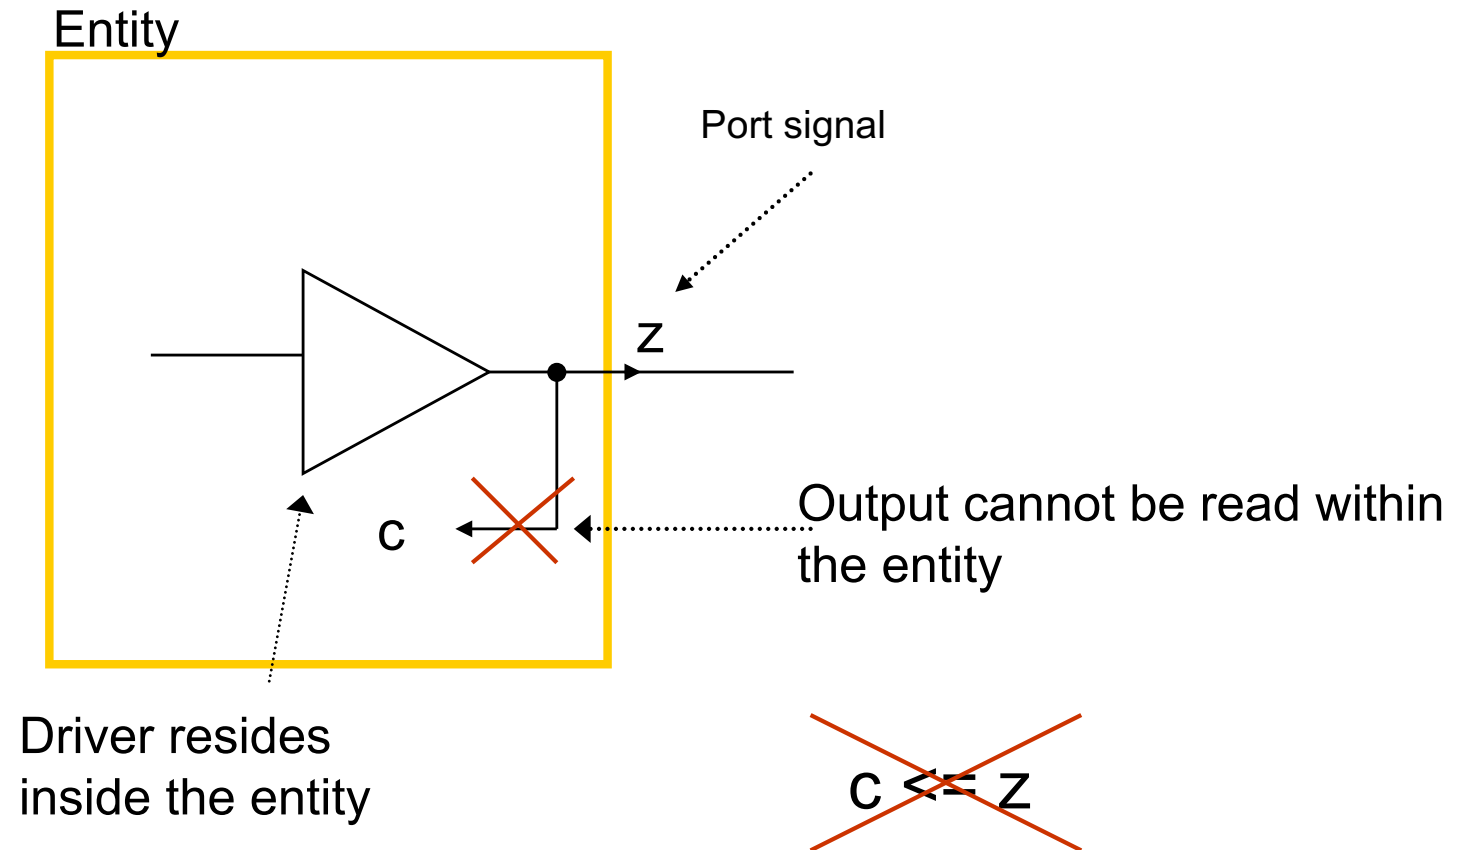 Entity
Port signal
z
Output cannot be read within
the entity
c
Driver resides
inside the entity
c <= z